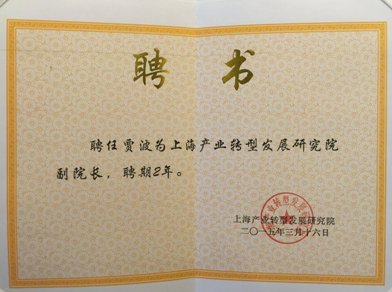 聘 书
聘任贾波为上海产业转型发展研究院
副院长，聘期2年。
上海产业转型发展研究院
二〇一五年三月十六日